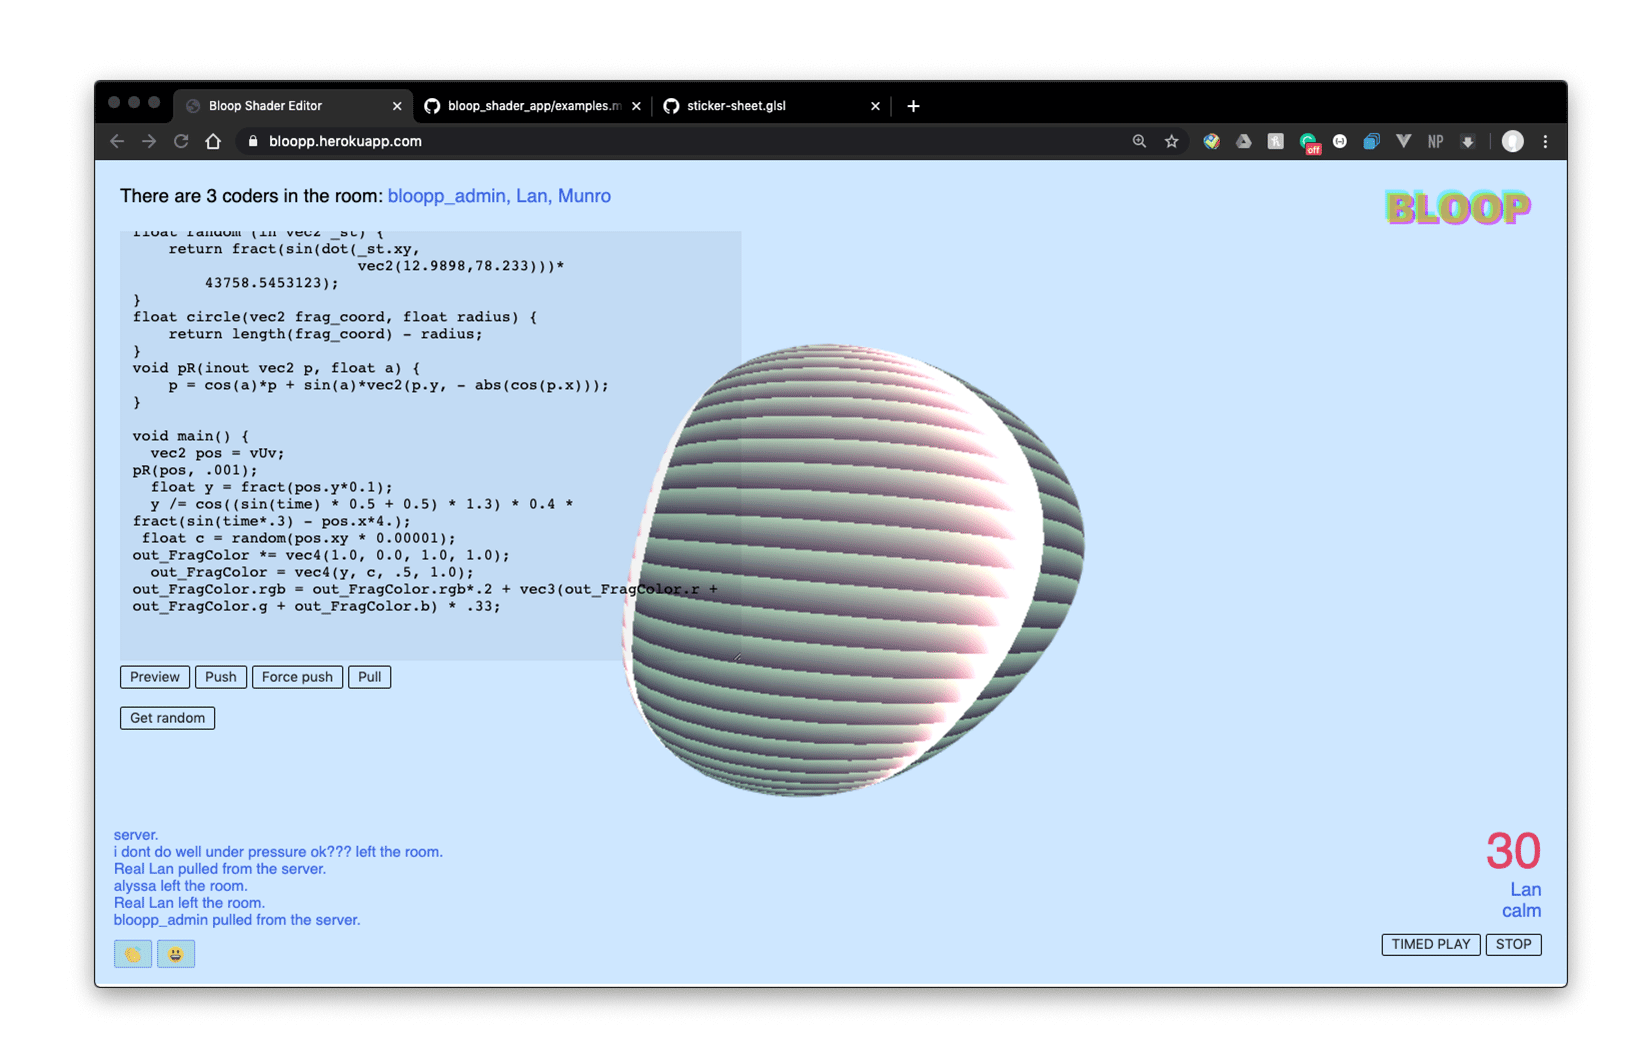 Bloop Shader Editor
bloop_shader_app/examples.m
sticker-sheet.glsl
bloopp.herokuapp.com
off
NP
There are 3 coders in the room: bloopp_admin, Lan, Munro
BLOOP
float random (in vec2 _st) {
return fract(sin(dot(_st.xy,
vec2(12.9898,78.233)))*
43758.5453123);
}
float circle(vec2 frag_coord, float radius) {
return length(frag_coord) - radius;
}
void pR(inout vec2 p, float a) {
p = cos(a)*p + sin(a)*vec2(p.y, - abs(cos(p.x)));
}
void main() {
vec2 pos = vUv;
pR(pos, .001);
float y = fract(pos.y*0.1);
y /= cos((sin(time) * 0.5 + 0.5) * 1.3) * 0.4 *
fract(sin(time*.3) - pos.x*4.);
float c = random(pos.xy * 0.00001);
out_FragColor *= vec4(1.0, 0.0, 1.0, 1.0);
out_FragColor = vec4(y, c, .5, 1.0);
out_FragColor.rgb = out_FragColor.rgb*.2 + vec3(out_FragColor.r +
out_FragColor.g + out_FragColor.b) * .33;
Preview Push Force push Pull
Get random
server.
i dont do well under pressure ok??? left the room.
Real Lan pulled from the server.
alyssa left the room.
Real Lan left the room.
bloopp_admin pulled from the server.
30
Lan
calm
TIMED PLAY STOP